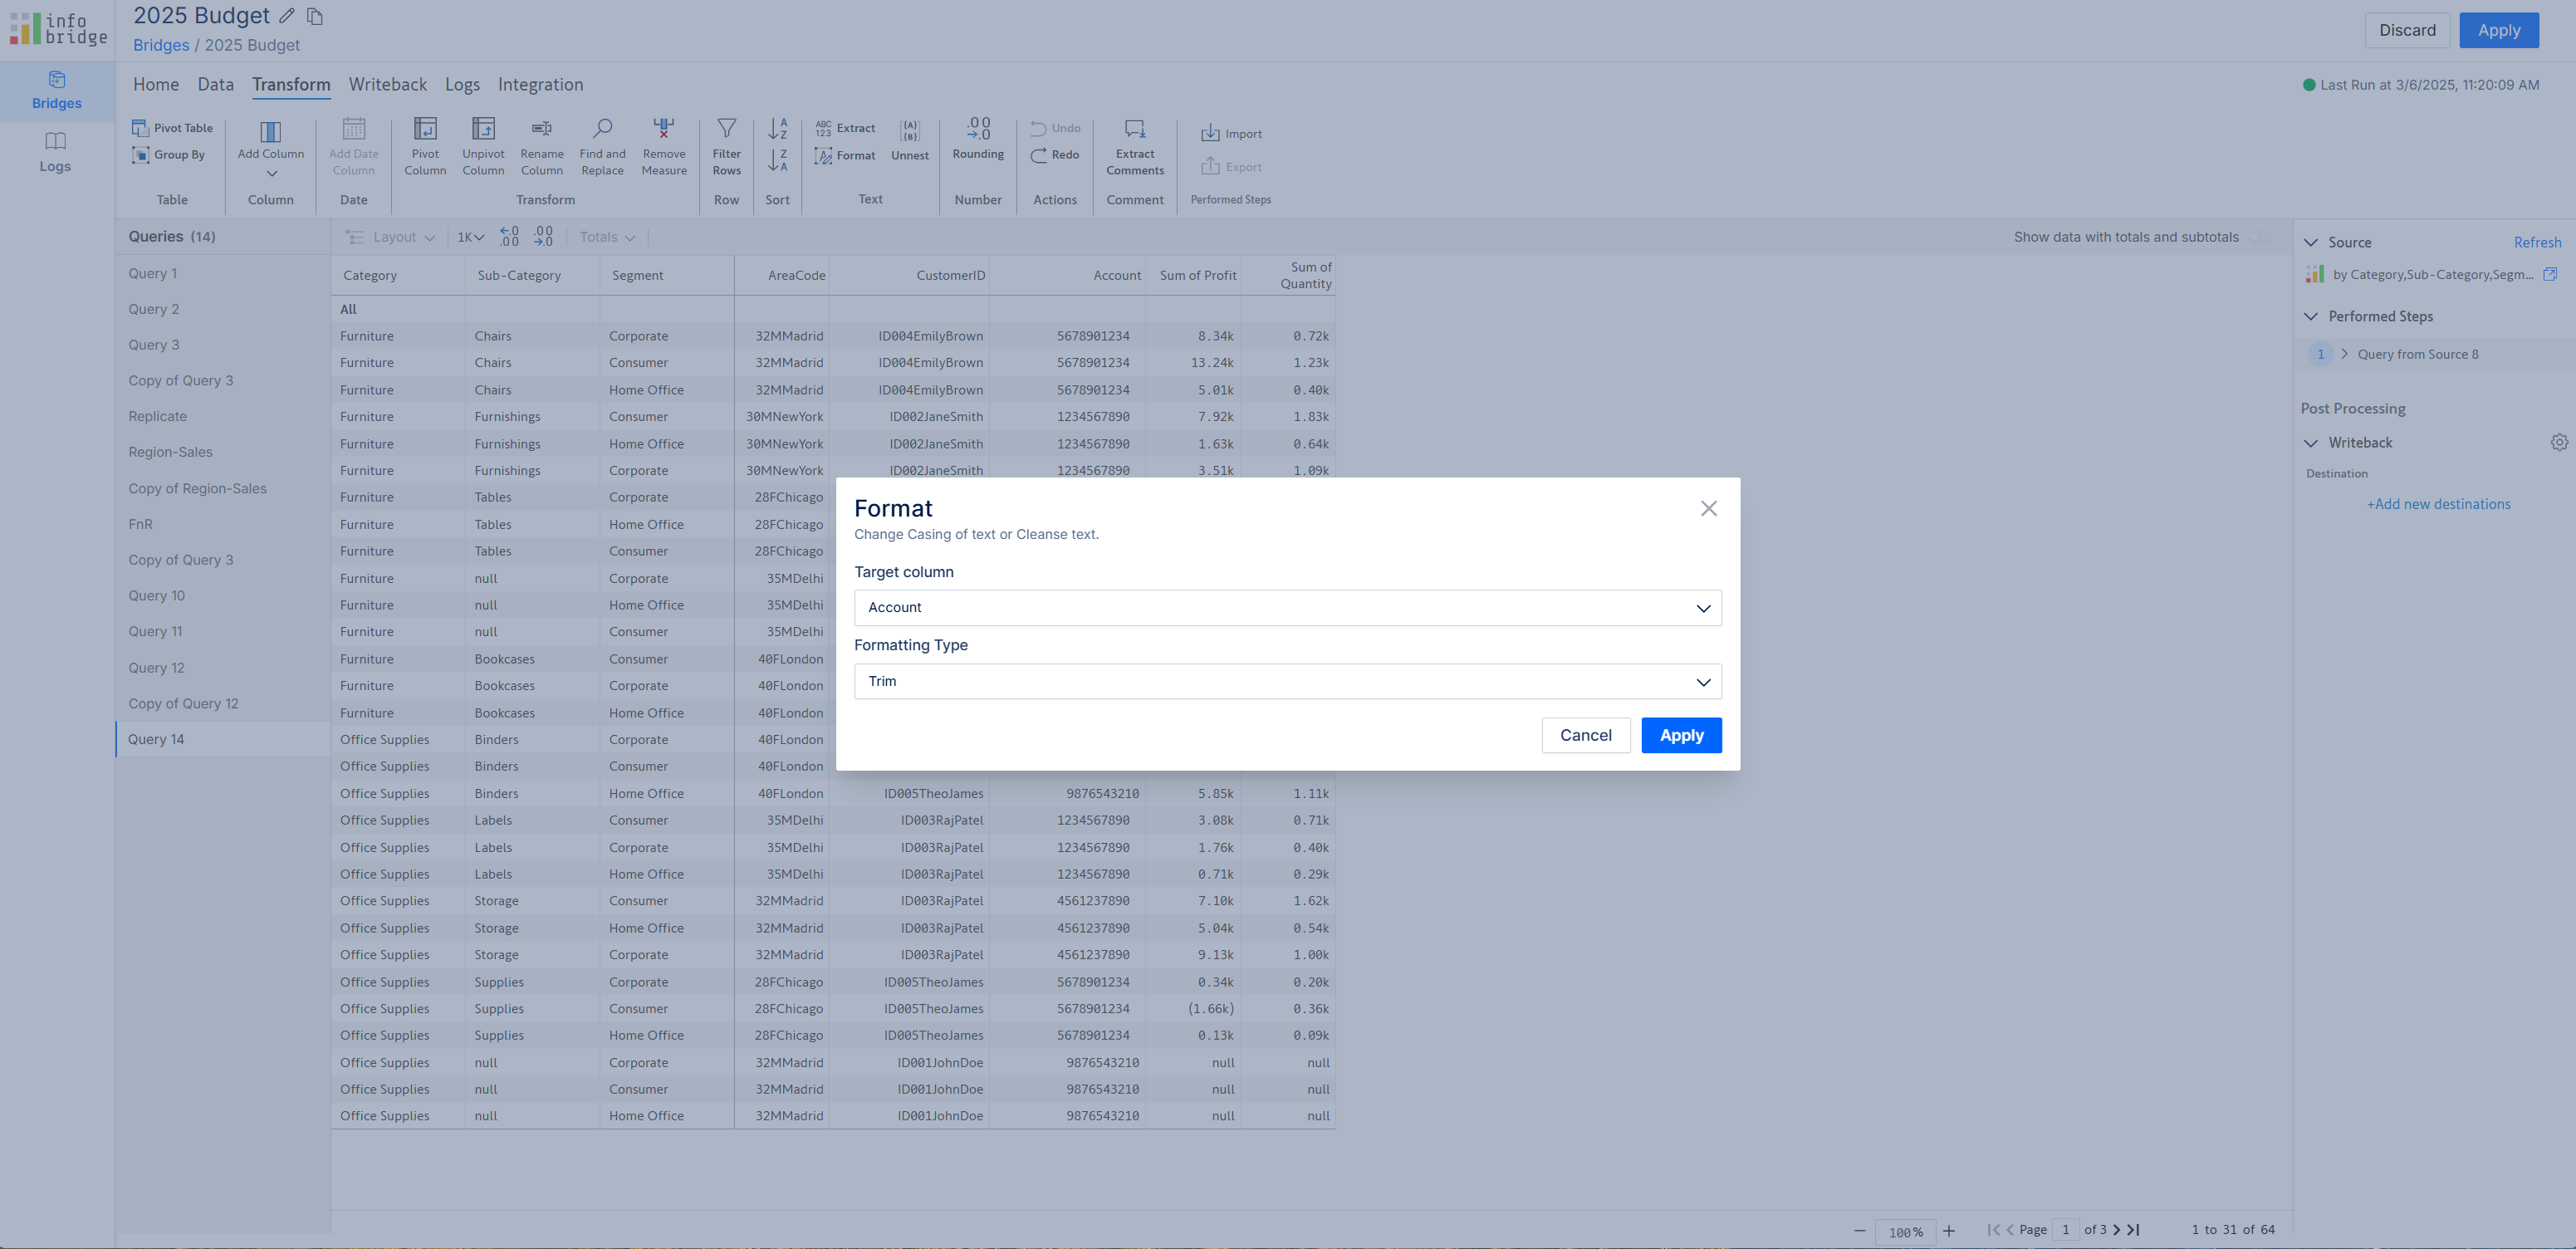 info
bridge
2025 Budget
Bridges / 2025 Budget
Discard
Apply
Bridges
Logs
Home Data Transform Writeback Logs Integration
Last Run at 3/6/2025, 11:20:09 AM
Pivot Table
Group By
Table
Add Column
Column
Add Date Column
Date
Pivot Column
Unpivot Column
Rename Column
Find and Replace
Remove Measure
Transform
Filter Rows
Row
Sort
ABC 123 Extract
Format
Unnest
Text
Rounding
Number
Undo
Redo
Actions
Extract Comments
Comment
Import
Export
Performed Steps
Queries (14)
Query 1
Query 2
Query 3
Copy of Query 3
Replicate
Region-Sales
Copy of Region-Sales
FnR
Copy of Query 3
Query 10
Query 11
Query 12
Copy of Query 12
Query 14
Layout 1K Totals
Show data with totals and subtotals
Category Sub-Category Segment AreaCode CustomerID Account Sum of Profit Sum of Quantity
All
Furniture Chairs Corporate 32MMadrid ID004EmilyBrown 5678901234 8.34k 0.72k
Furniture Chairs Consumer 32MMadrid ID004EmilyBrown 5678901234 13.24k 1.23k
Furniture Chairs Home Office 32MMadrid ID004EmilyBrown 5678901234 5.01k 0.40k
Furniture Furnishings Consumer 30MNewYork ID002JaneSmith 1234567890 7.92k 1.83k
Furniture Furnishings Home Office 30MNewYork ID002JaneSmith 1234567890 1.63k 0.64k
Furniture Furnishings Corporate 30MNewYork ID002JaneSmith 1234567890 3.51k 1.09k
Furniture Tables Corporate 28FChicago
Furniture Tables Home Office 28FChicago
Furniture Tables Consumer 28FChicago
Furniture null Corporate 35MDelhi
Furniture null Home Office 35MDelhi
Furniture null Consumer 35MDelhi
Furniture Bookcases Consumer 40FLondon
Furniture Bookcases Corporate 40FLondon
Furniture Bookcases Home Office 40FLondon
Office Supplies Binders Corporate 40FLondon
Office Supplies Binders Consumer 40FLondon
Office Supplies Binders Home Office 40FLondon ID005TheoJames 9876543210 5.85k 1.11k
Office Supplies Labels Consumer 35MDelhi ID003RajPatel 1234567890 3.08k 0.71k
Office Supplies Labels Corporate 35MDelhi ID003RajPatel 1234567890 1.76k 0.40k
Office Supplies Labels Home Office 35MDelhi ID003RajPatel 1234567890 0.71k 0.29k
Office Supplies Storage Consumer 32MMadrid ID003RajPatel 4561237890 7.10k 1.62k
Office Supplies Storage Home Office 32MMadrid ID003RajPatel 4561237890 5.04k 0.54k
Office Supplies Storage Corporate 32MMadrid ID003RajPatel 4561237890 9.13k 1.00k
Office Supplies Supplies Corporate 28FChicago ID005TheoJames 5678901234 0.34k 0.20k
Office Supplies Supplies Consumer 28FChicago ID005TheoJames 5678901234 (1.66k) 0.36k
Office Supplies Supplies Home Office 28FChicago ID005TheoJames 5678901234 0.13k 0.09k
Office Supplies null Corporate 32MMadrid ID001JohnDoe 9876543210 null null
Office Supplies null Consumer 32MMadrid ID001JohnDoe 9876543210 null null
Office Supplies null Home Office 32MMadrid ID001JohnDoe 9876543210 null null
Format
Change Casing of text or Cleanse text.
Target column
Account
Formatting Type
Trim
Cancel
Apply
Source
Refresh
by Category,Sub-Category,Segm...
Performed Steps
1 Query from Source 8
Post Processing
Writeback
Destination
+Add new destinations
100% Page 1 of 3 1 to 31 of 64